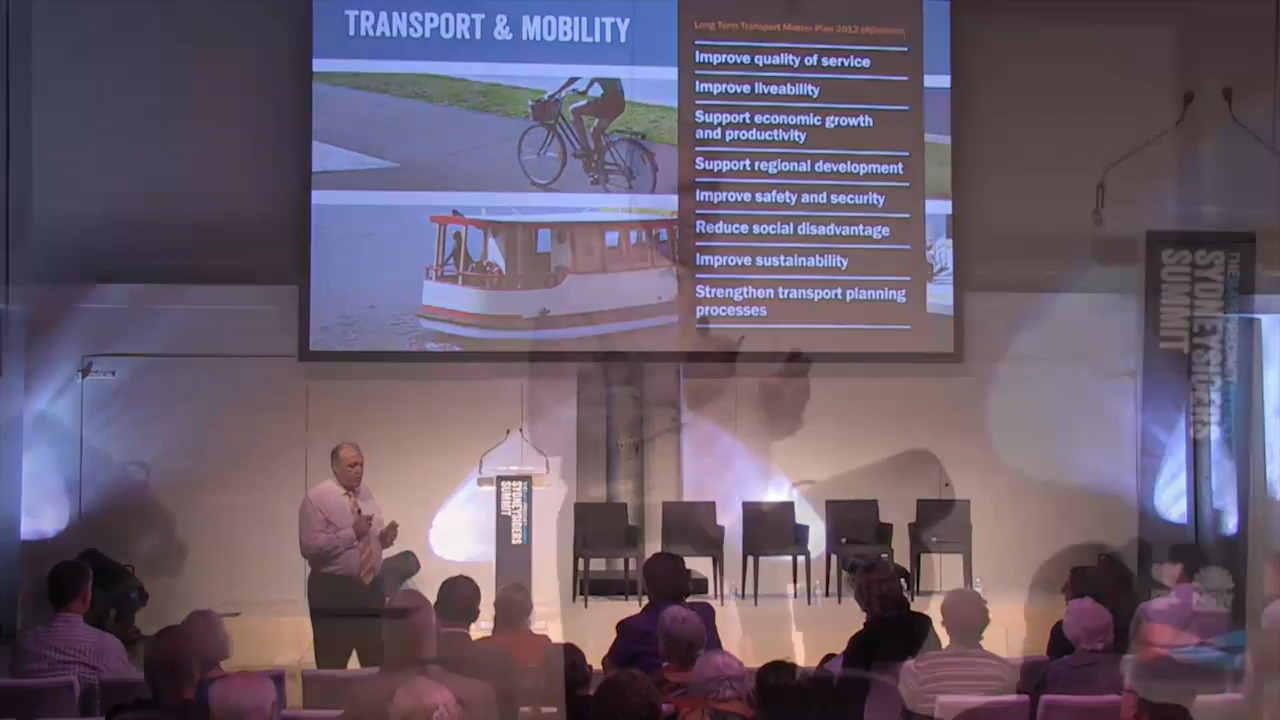 TRANSPORT & MOBILITY
Long Term Transport Master Plan 2012 objectives
Improve quality of service
Improve liveability
Support economic growth
and productivity
Support regional development
Improve safety and security
Reduce social disadvantage
Improve sustainability
Strengthen transport planning
processes
SYDNEYSIDERS
SUMMIT
SYDNEYSIDERS
SUMMIT